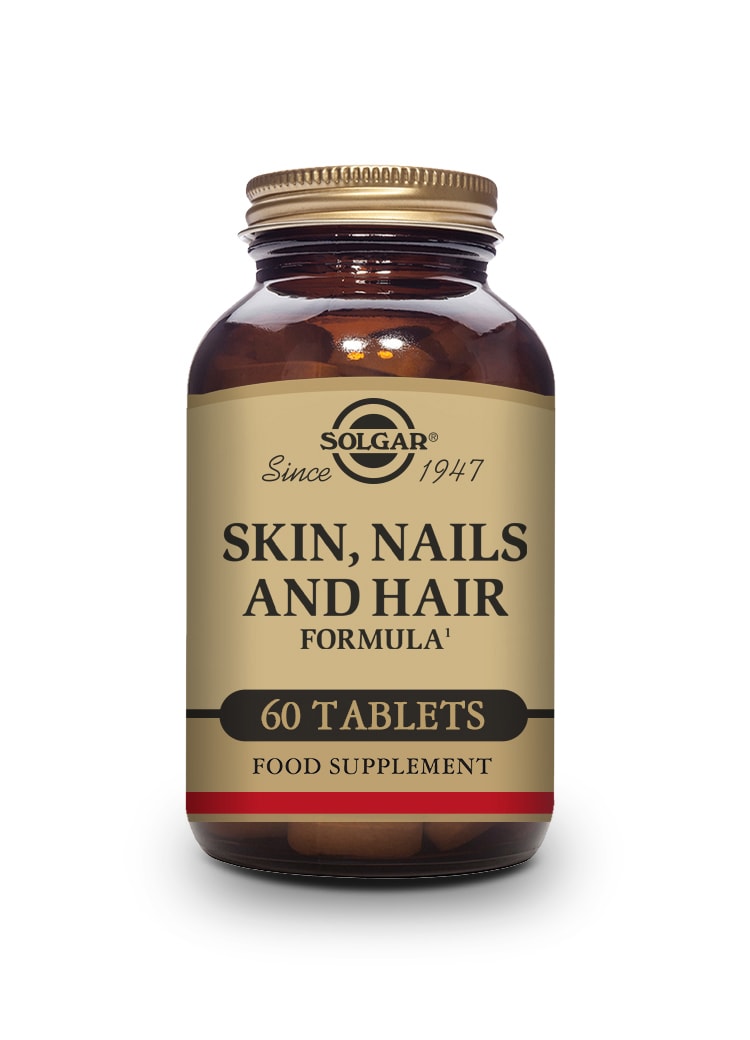 SOLGAR®
Since 1947
SKIN, NAILS
AND HAIR
FORMULA¹
60 TABLETS
FOOD SUPPLEMENT